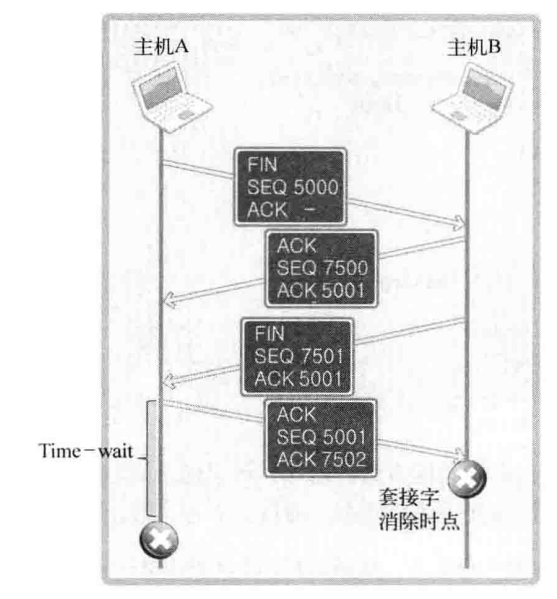 主机A
主机B
FIN
SEQ 5000
ACK －
ACK
SEQ 7500
ACK 5001
FIN
SEQ 7501
ACK 5001
ACK
SEQ 5001
ACK 7502
Time－wait
套接字
消除时点